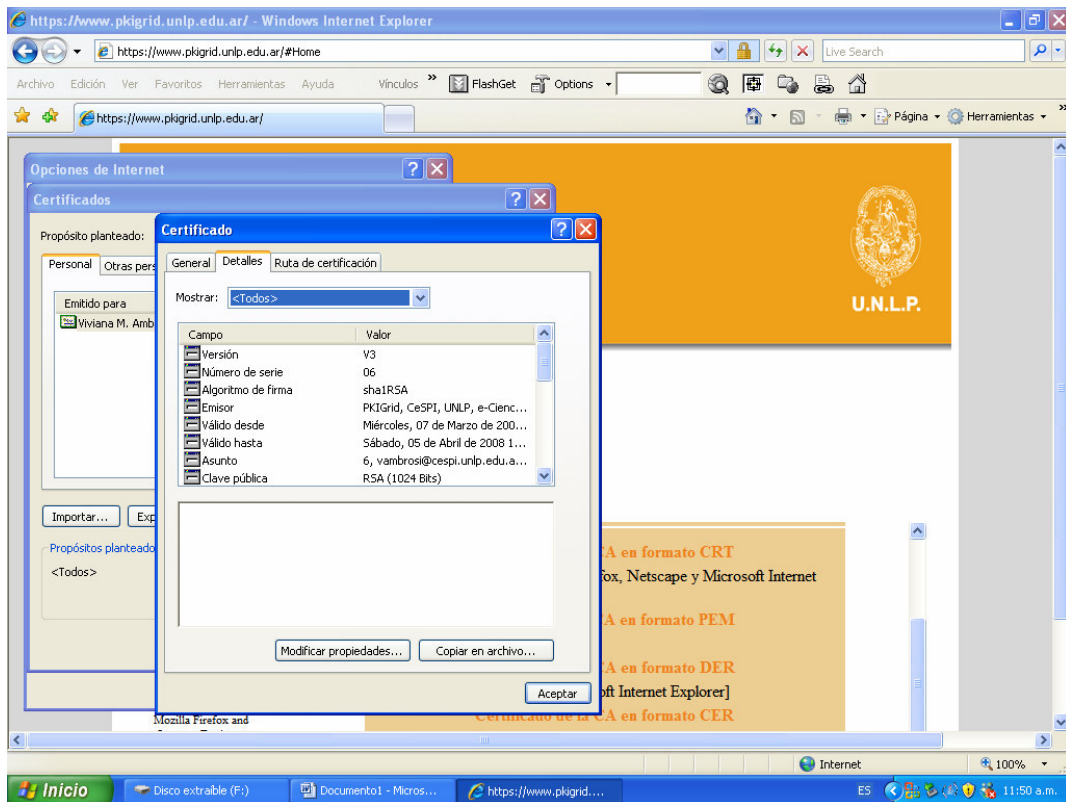 https://www.pkigrid.unlp.edu.ar/ - Windows Internet Explorer
https://www.pkigrid.unlp.edu.ar/#Home
Live Search
Archivo Edición Ver Favoritos Herramientas Ayuda Vínculos » FlashGet Options
https://www.pkigrid.unlp.edu.ar/
Página Herramientas »
Opciones de Internet
Certificados
Propósito planteado:
Personal Otras pers
Emitido para
Viviana M. Amb
Importar... Exp
Propósitos planteado
<Todos>
Certificado
General Detalles Ruta de certificación
Mostrar: <Todos>
Campo Valor
Versión V3
Número de serie 06
Algoritmo de firma sha1RSA
Emisor PKIGrid, CeSPI, UNLP, e-Cienc...
Válido desde Miércoles, 07 de Marzo de 200...
Válido hasta Sábado, 05 de Abril de 2008 1...
Asunto 6, vambrosi@cespi.unlp.edu.a...
Clave pública RSA (1024 Bits)
Modificar propiedades... Copiar en archivo...
Aceptar
U.N.L.P.
A en formato CRT
fox, Netscape y Microsoft Internet
A en formato PEM
A en formato DER
oft Internet Explorer]
Certificado de la CA en formato CER
Mozilla Firefox and
Internet 100%
Inicio Disco extraíble (F:) Documento1 - Micros... https://www.pkigrid.... ES 11:50 a.m.